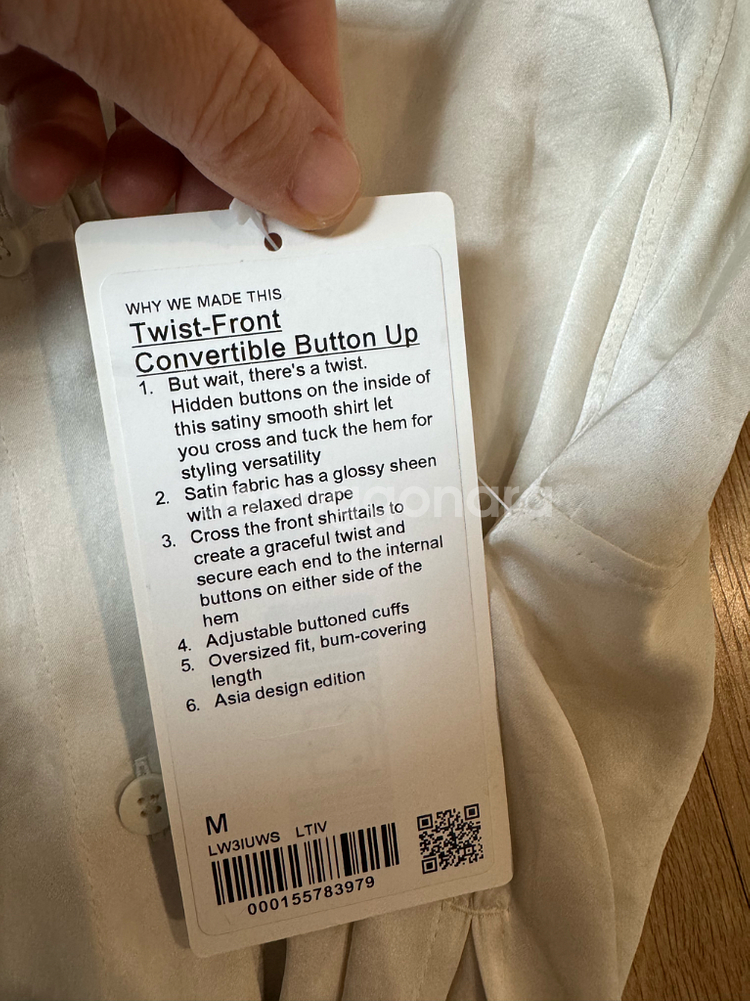 WHY WE MADE THIS
Twist-Front
Convertible Button Up
1. But wait, there's a twist.
Hidden buttons on the inside of
this satiny smooth shirt let
you cross and tuck the hem for
styling versatility
2. Satin fabric has a glossy sheen
with a relaxed drape
3. Cross the front shirttails to
create a graceful twist and
secure each end to the internal
buttons on either side of the
hem
4. Adjustable buttoned cuffs
5. Oversized fit, bum-covering
length
6. Asia design edition
M
LW3IUWS LTIV
000155783979